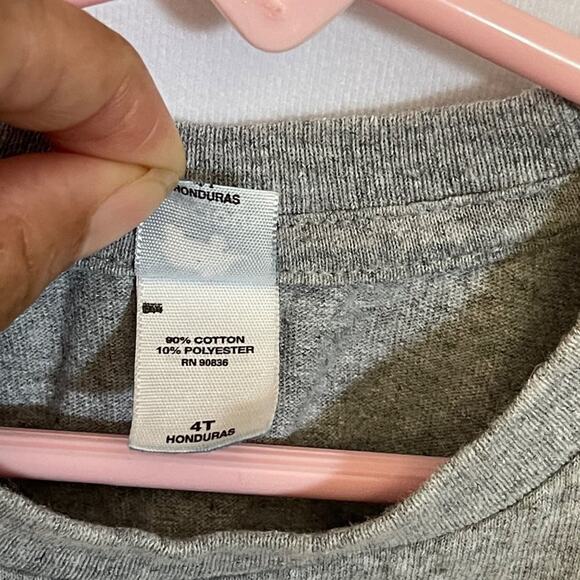 HONDURAS
90% COTTON
10% POLYESTER
RN 90836
4T
HONDURAS